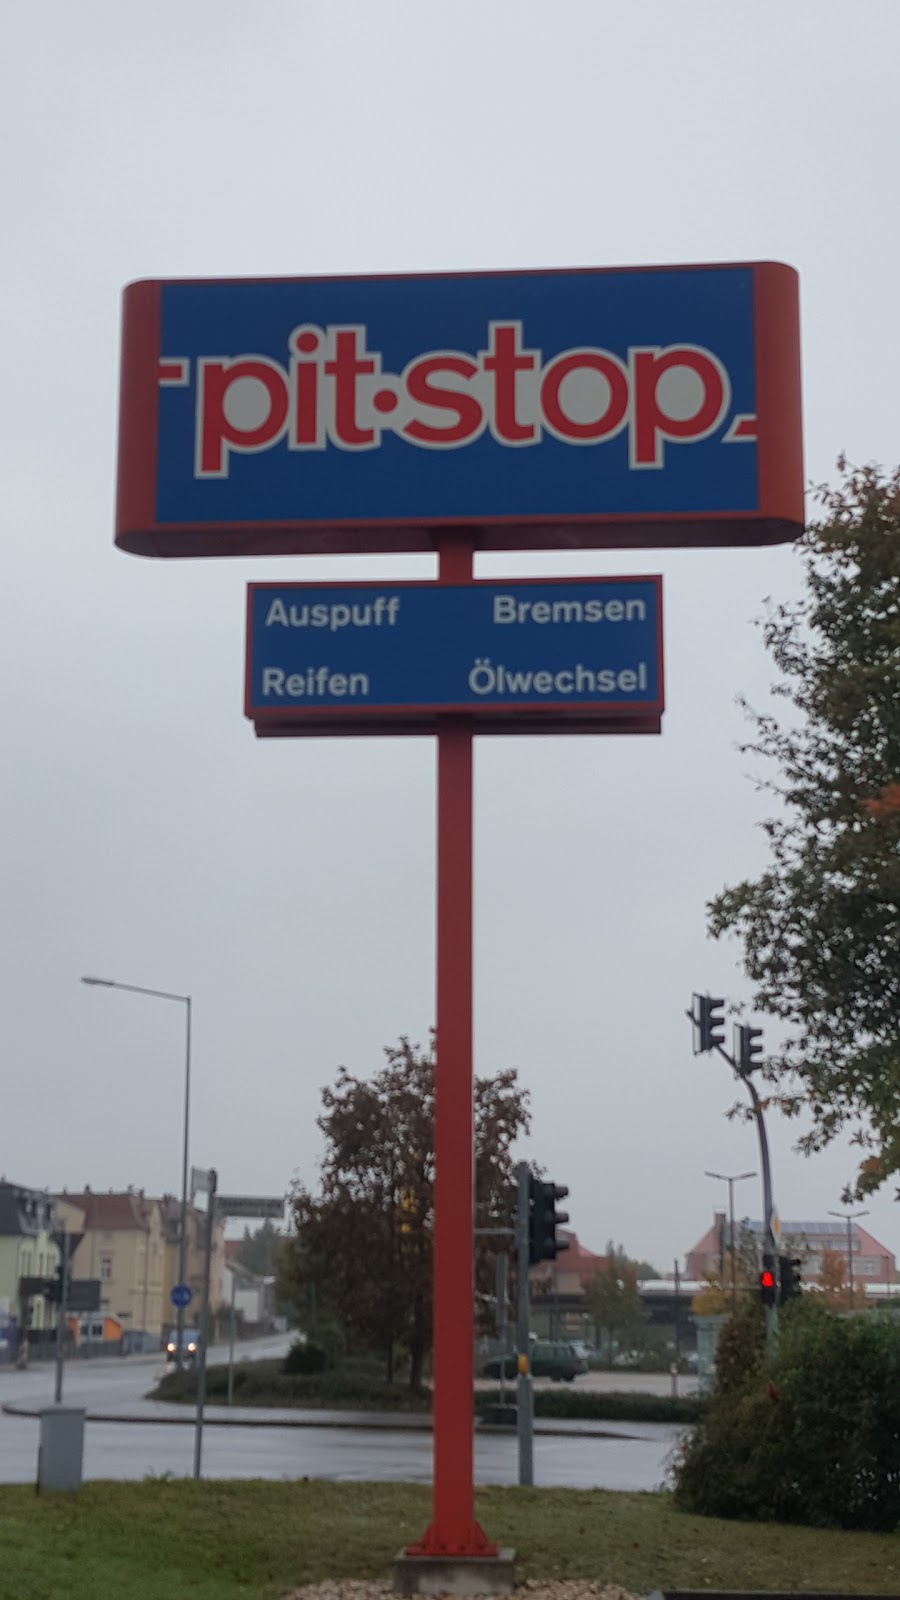 pit·stop
Auspuff Bremsen
Reifen Ölwechsel